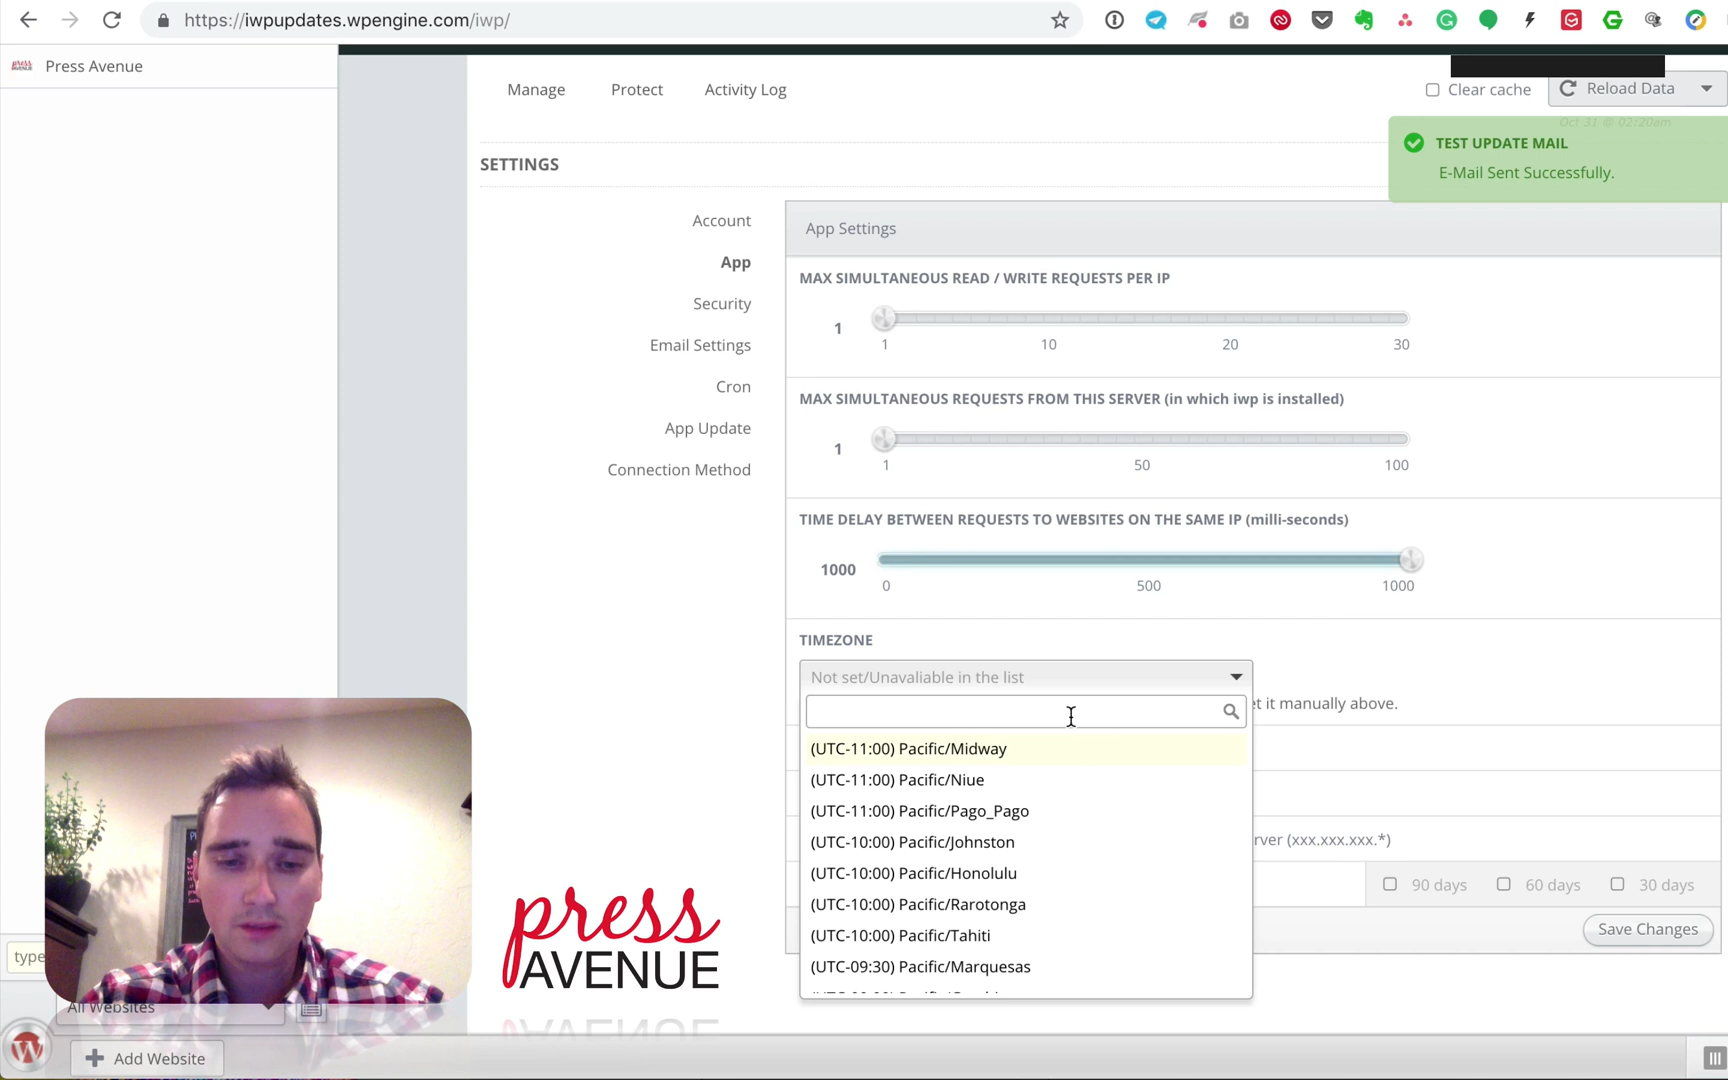 https://iwpupdates.wpengine.com/iwp/
press AVENUE Press Avenue
Manage Protect Activity Log
Clear cache Reload Data
Oct 31 @ 02:20am
TEST UPDATE MAIL
E-Mail Sent Successfully.
SETTINGS
Account
App
Security
Email Settings
Cron
App Update
Connection Method
App Settings
MAX SIMULTANEOUS READ / WRITE REQUESTS PER IP
1
1 10 20 30
MAX SIMULTANEOUS REQUESTS FROM THIS SERVER (in which iwp is installed)
1
1 50 100
TIME DELAY BETWEEN REQUESTS TO WEBSITES ON THE SAME IP (milli-seconds)
1000
0 500 1000
TIMEZONE
Not set/Unavaliable in the list
et it manually above.
(UTC-11:00) Pacific/Midway
(UTC-11:00) Pacific/Niue
(UTC-11:00) Pacific/Pago_Pago
(UTC-10:00) Pacific/Johnston
rver (xxx.xxx.xxx.*)
(UTC-10:00) Pacific/Honolulu
90 days 60 days 30 days
(UTC-10:00) Pacific/Rarotonga
(UTC-10:00) Pacific/Tahiti
Save Changes
(UTC-09:30) Pacific/Marquesas
press
AVENUE
type
All Websites
Add Website